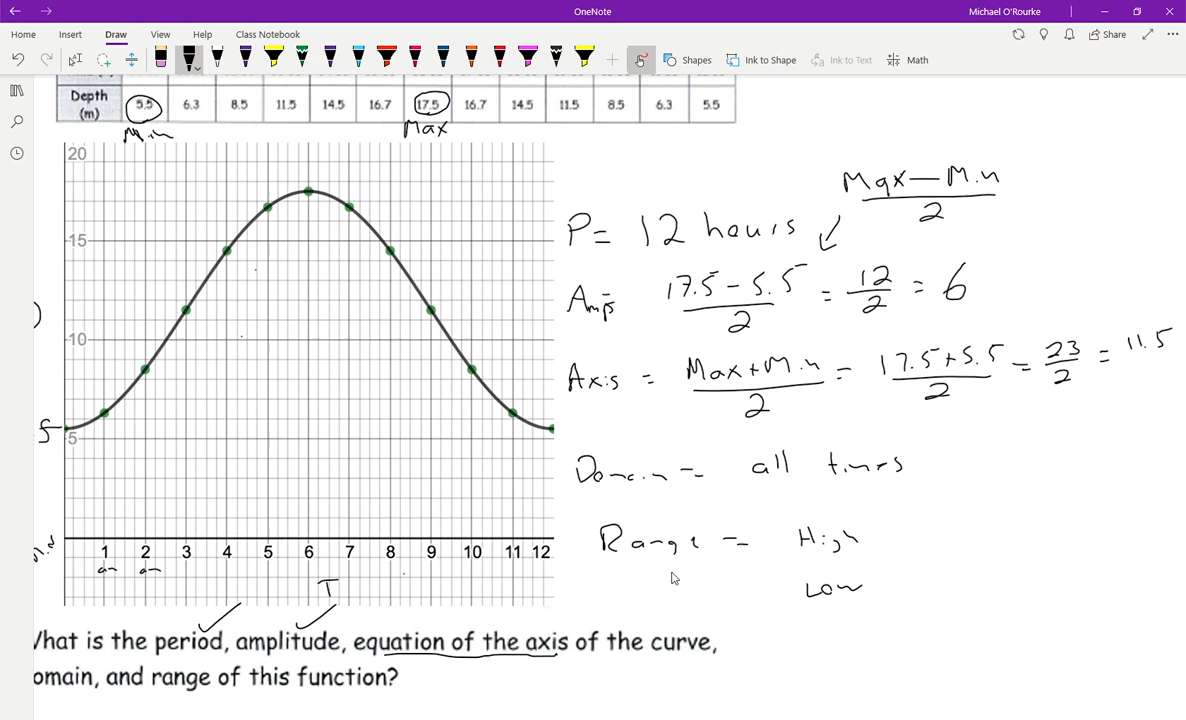 OneNote
Michael O'Rourke
Home Insert Draw View Help Class Notebook
Share
Shapes Ink to Shape Ink to Text Math
Depth (m) 5.5 6.3 8.5 11.5 14.5 16.7 17.5 16.7 14.5 11.5 8.5 6.3 5.5
Min Max
20
15
10
5
1 2 3 4 5 6 7 8 9 10 11 12
am am
T
Max - Min
2
P = 12 hours
Amp = 17.5 - 5.5 / 2 = 12/2 = 6
Axis = Max + Min / 2 = 17.5 + 5.5 / 2 = 23/2 = 11.5
Domain = all times
Range = High
Low
What is the period, amplitude, equation of the axis of the curve,
omain, and range of this function?